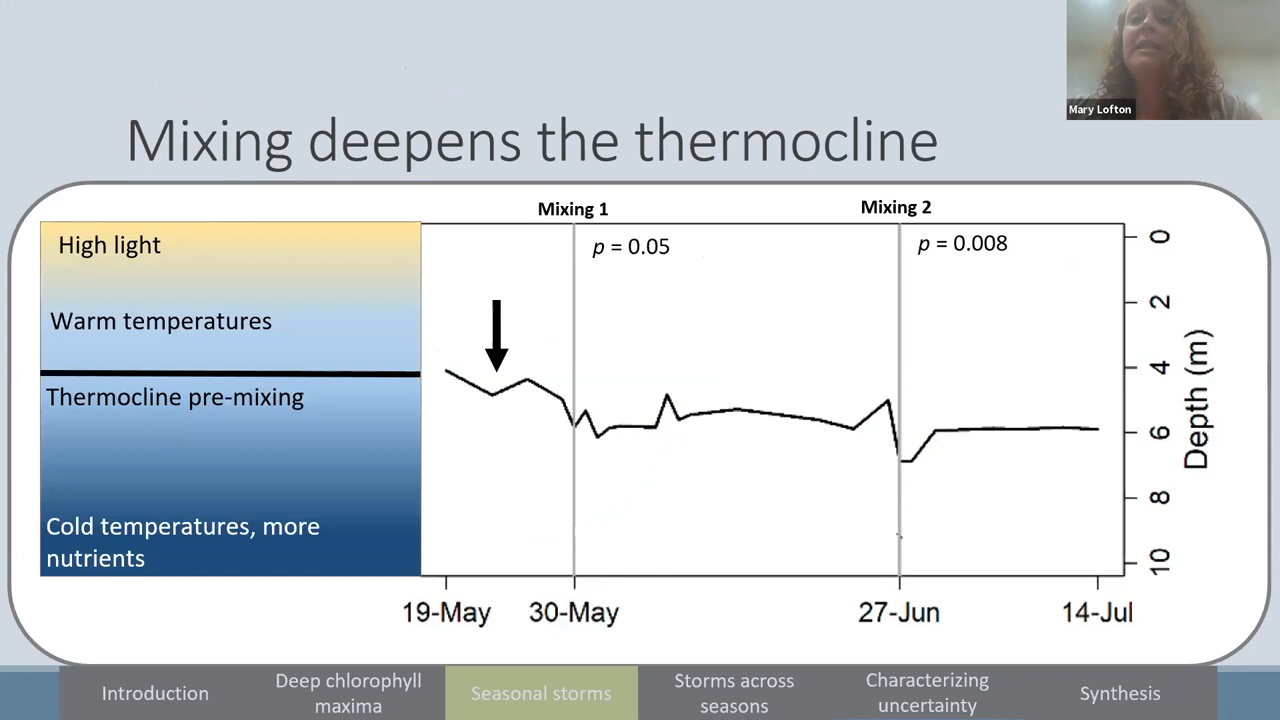 Mary Lofton
Mixing deepens the thermocline
Mixing 1
Mixing 2
High light
p = 0.05
p = 0.008
Warm temperatures
Thermocline pre-mixing
Cold temperatures, more
nutrients
0
2
4
6
8
10
Depth (m)
19-May
30-May
27-Jun
14-Jul
Introduction
Deep chlorophyll
maxima
Seasonal storms
Storms across
seasons
Characterizing
uncertainty
Synthesis